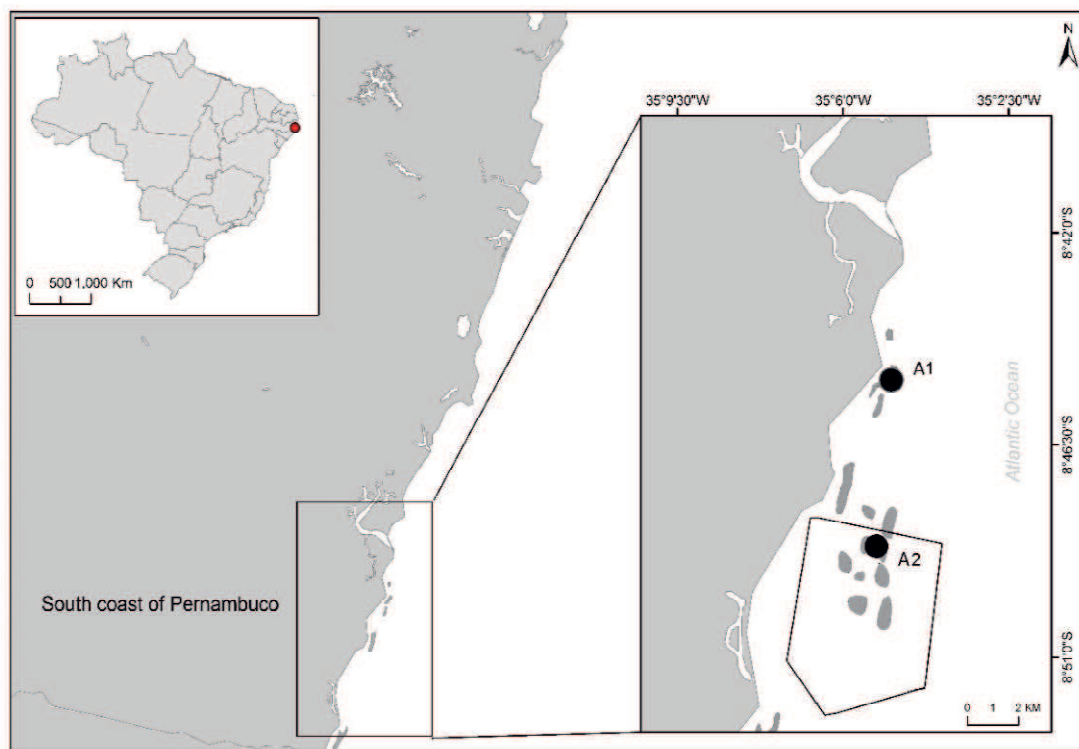 N
35°9'30"W
35°6'0"W
35°2'30"W
8°42'0"S
0 500 1,000 Km
A1
Atlantic Ocean
8°46'30"S
A2
South coast of Pernambuco
8°51'0"S
0 1 2 KM